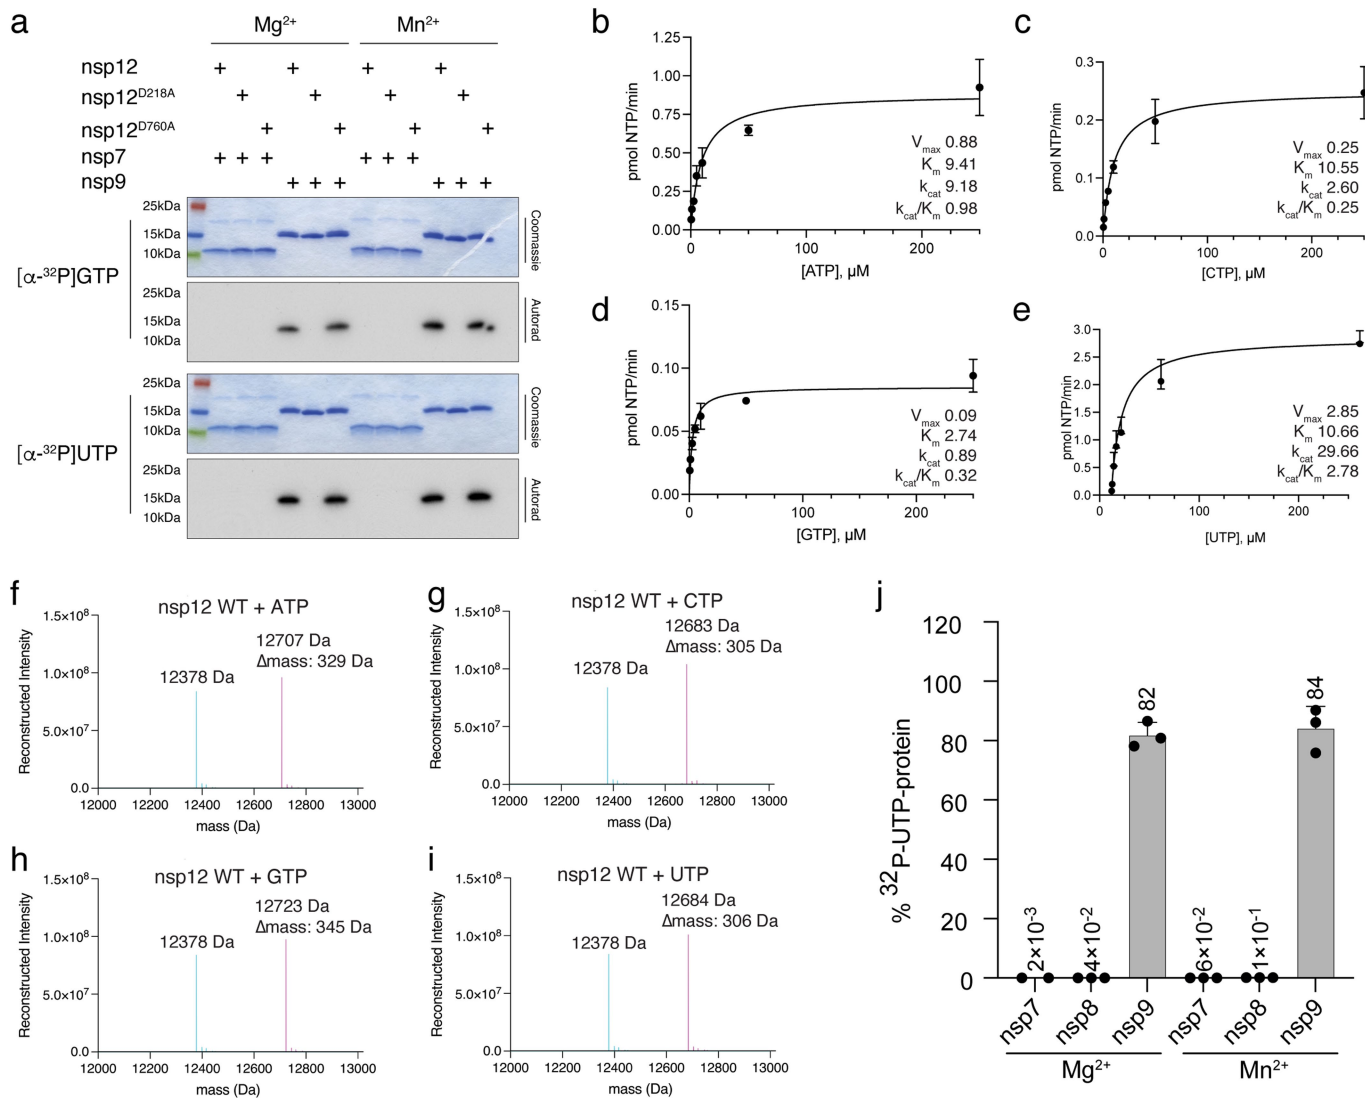 a
Mg²⁺ Mn²⁺
nsp12 + + + +
nsp12ᴰ²¹⁸ᴬ + + + +
nsp12ᴰ⁷⁶⁰ᴬ + + + +
nsp7 + + + + + +
nsp9 + + + + + +
[α-³²P]GTP
25kDa
15kDa
10kDa
Coomassie
25kDa
15kDa
10kDa
Autorad
[α-³²P]UTP
25kDa
15kDa
10kDa
Coomassie
25kDa
15kDa
10kDa
Autorad
b
pmol NTP/min
1.25
1.00
0.75
0.50
0.25
0.00
0 100 200
[ATP], µM
Vmax 0.88
Km 9.41
kcat 9.18
kcat/Km 0.98
c
pmol NTP/min
0.3
0.2
0.1
0.0
0 100 200
[CTP], µM
Vmax 0.25
Km 10.55
kcat 2.60
kcat/Km 0.25
d
pmol NTP/min
0.15
0.10
0.05
0.00
0 100 200
[GTP], µM
Vmax 0.09
Km 2.74
kcat 0.89
kcat/Km 0.32
e
pmol NTP/min
3.0
2.5
2.0
1.5
1.0
0.5
0.0
0 100 200
[UTP], µM
Vmax 2.85
Km 10.66
kcat 29.66
kcat/Km 2.78
f
nsp12 WT + ATP
Reconstructed Intensity
1.5×10⁸
1.0×10⁸
5.0×10⁷
0.0
12707 Da
Δmass: 329 Da
12378 Da
12000 12200 12400 12600 12800 13000
mass (Da)
g
nsp12 WT + CTP
Reconstructed Intensity
1.5×10⁸
1.0×10⁸
5.0×10⁷
0.0
12683 Da
Δmass: 305 Da
12378 Da
12000 12200 12400 12600 12800 13000
mass (Da)
h
nsp12 WT + GTP
Reconstructed Intensity
1.5×10⁸
1.0×10⁸
5.0×10⁷
0.0
12723 Da
Δmass: 345 Da
12378 Da
12000 12200 12400 12600 12800 13000
mass (Da)
i
nsp12 WT + UTP
Reconstructed Intensity
1.5×10⁸
1.0×10⁸
5.0×10⁷
0.0
12684 Da
Δmass: 306 Da
12378 Da
12000 12200 12400 12600 12800 13000
mass (Da)
j
% ³²P-UTP-protein
120
100
80
60
40
20
0
2×10⁻³ 4×10⁻² 82 6×10⁻² 1×10⁻¹ 84
nsp7 nsp8 nsp9 nsp7 nsp8 nsp9
Mg²⁺ Mn²⁺